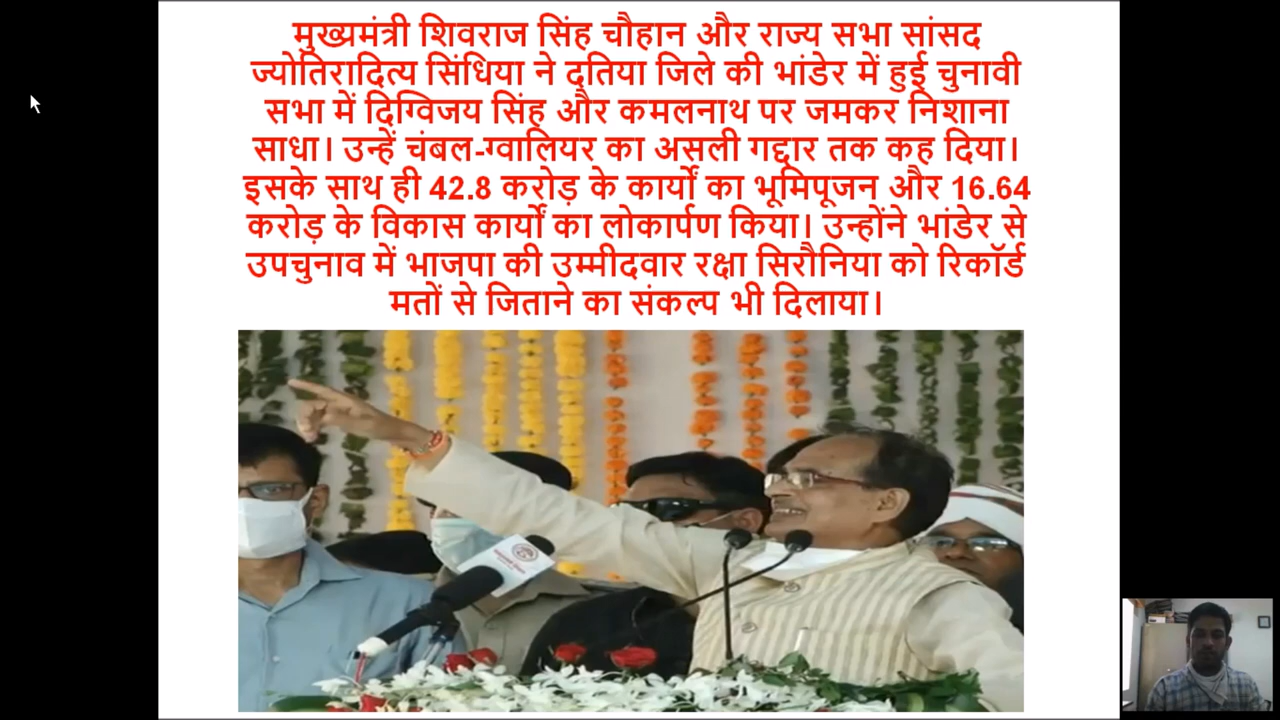 मुख्यमंत्री शिवराज सिंह चौहान और राज्य सभा सांसद
ज्योतिरादित्य सिंधिया ने दतिया जिले की भांडेर में हुई चुनावी
सभा में दिग्विजय सिंह और कमलनाथ पर जमकर निशाना
साधा। उन्हें चंबल-ग्वालियर का असली गद्दार तक कह दिया।
इसके साथ ही 42.8 करोड़ के कार्यों का भूमिपूजन और 16.64
करोड़ के विकास कार्यों का लोकार्पण किया। उन्होंने भांडेर से
उपचुनाव में भाजपा की उम्मीदवार रक्षा सिरौनिया को रिकॉर्ड
मतों से जिताने का संकल्प भी दिलाया।